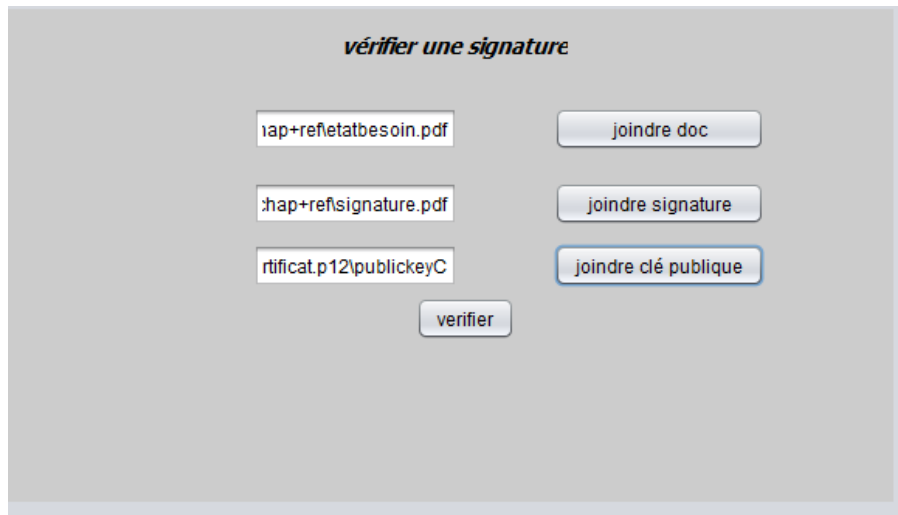 vérifier une signature
ıap+ref\etatbesoin.pdf joindre doc
:hap+ref\signature.pdf joindre signature
rtificat.p12\publickeyC joindre clé publique
verifier